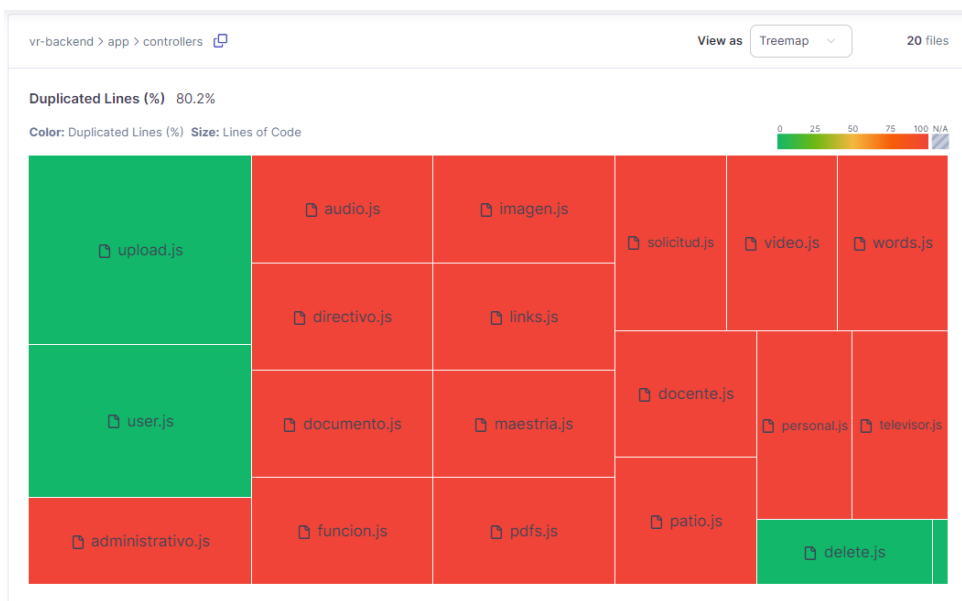 vr-backend > app > controllers
View as Treemap
20 files
Duplicated Lines (%) 80.2%
Color: Duplicated Lines (%) Size: Lines of Code
0 25 50 75 100 N/A
upload.js
user.js
administrativo.js
audio.js
directivo.js
documento.js
funcion.js
imagen.js
links.js
maestria.js
pdfs.js
solicitud.js
video.js
words.js
docente.js
patio.js
personal.js
televisor.js
delete.js